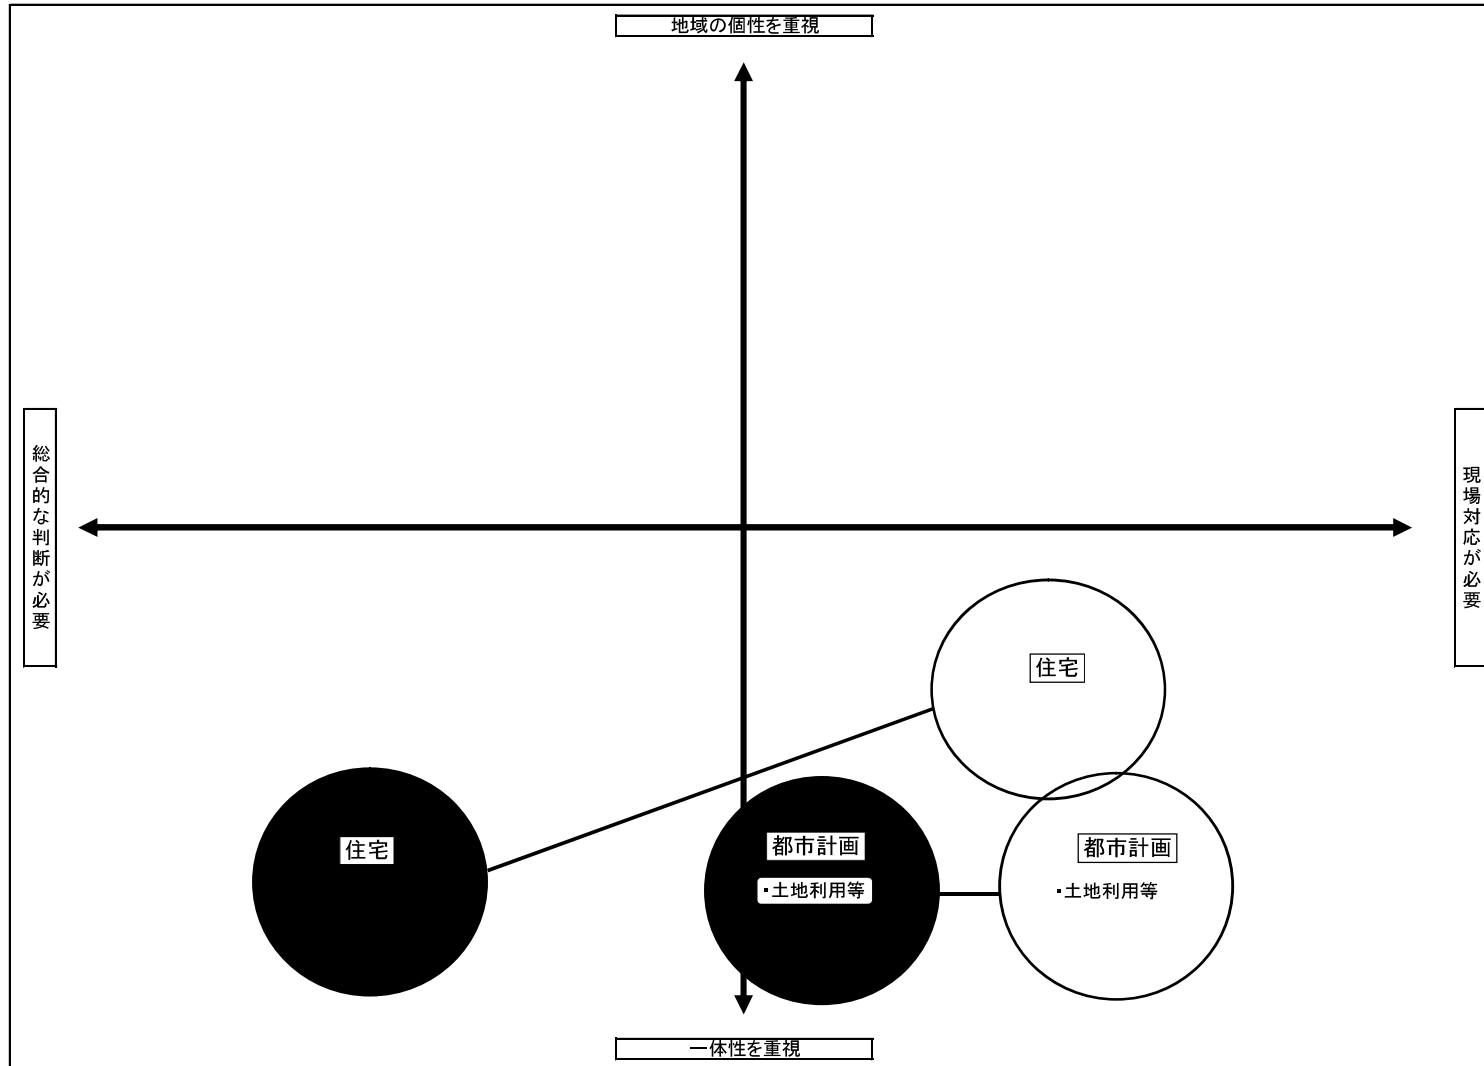 地域の個性を重視
総合的な判断が必要
現場対応が必要
住宅
住宅
都市計画
・土地利用等
都市計画
・土地利用等
一体性を重視